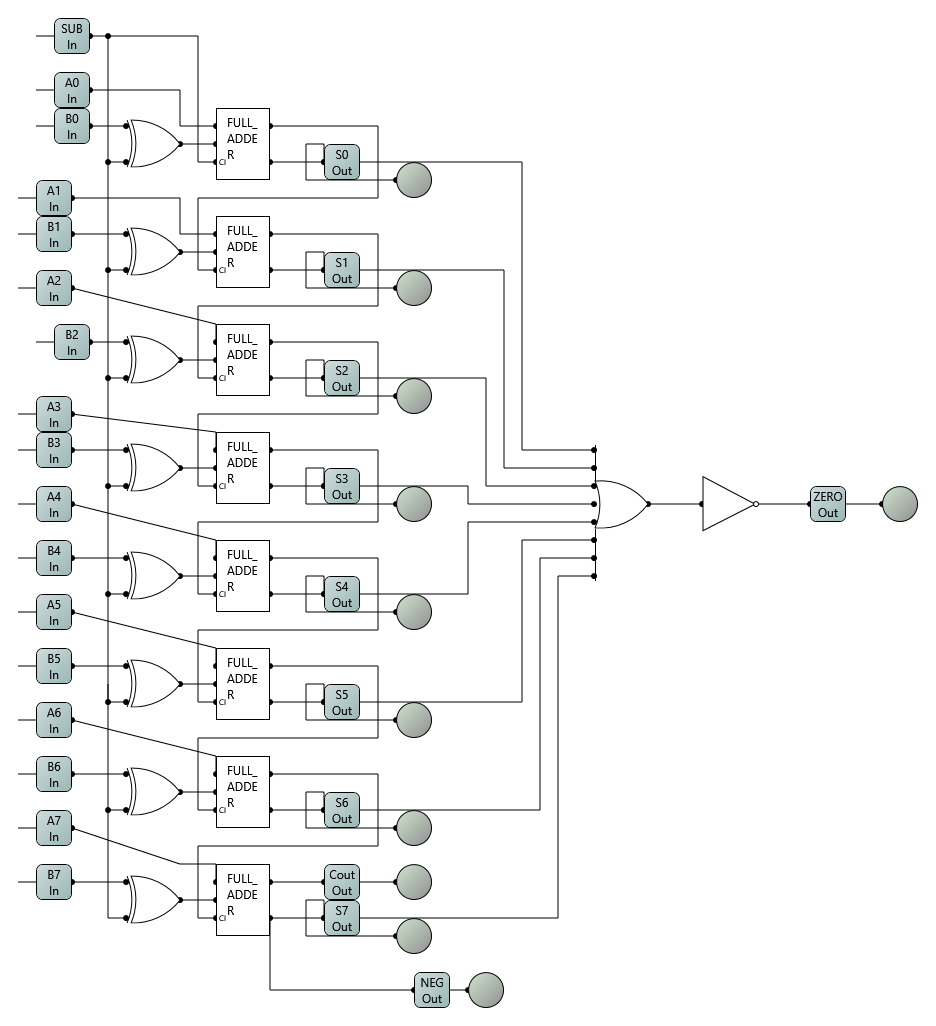 SUB
In
A0
In
B0
In
FULL_
ADDE
R
CI
S0
Out
A1
In
B1
In
FULL_
ADDE
R
CI
S1
Out
A2
In
B2
In
FULL_
ADDE
R
CI
S2
Out
A3
In
B3
In
FULL_
ADDE
R
CI
S3
Out
A4
In
B4
In
FULL_
ADDE
R
CI
S4
Out
ZERO
Out
A5
In
B5
In
FULL_
ADDE
R
CI
S5
Out
A6
In
B6
In
FULL_
ADDE
R
CI
S6
Out
A7
In
B7
In
FULL_
ADDE
R
CI
Cout
Out
S7
Out
NEG
Out